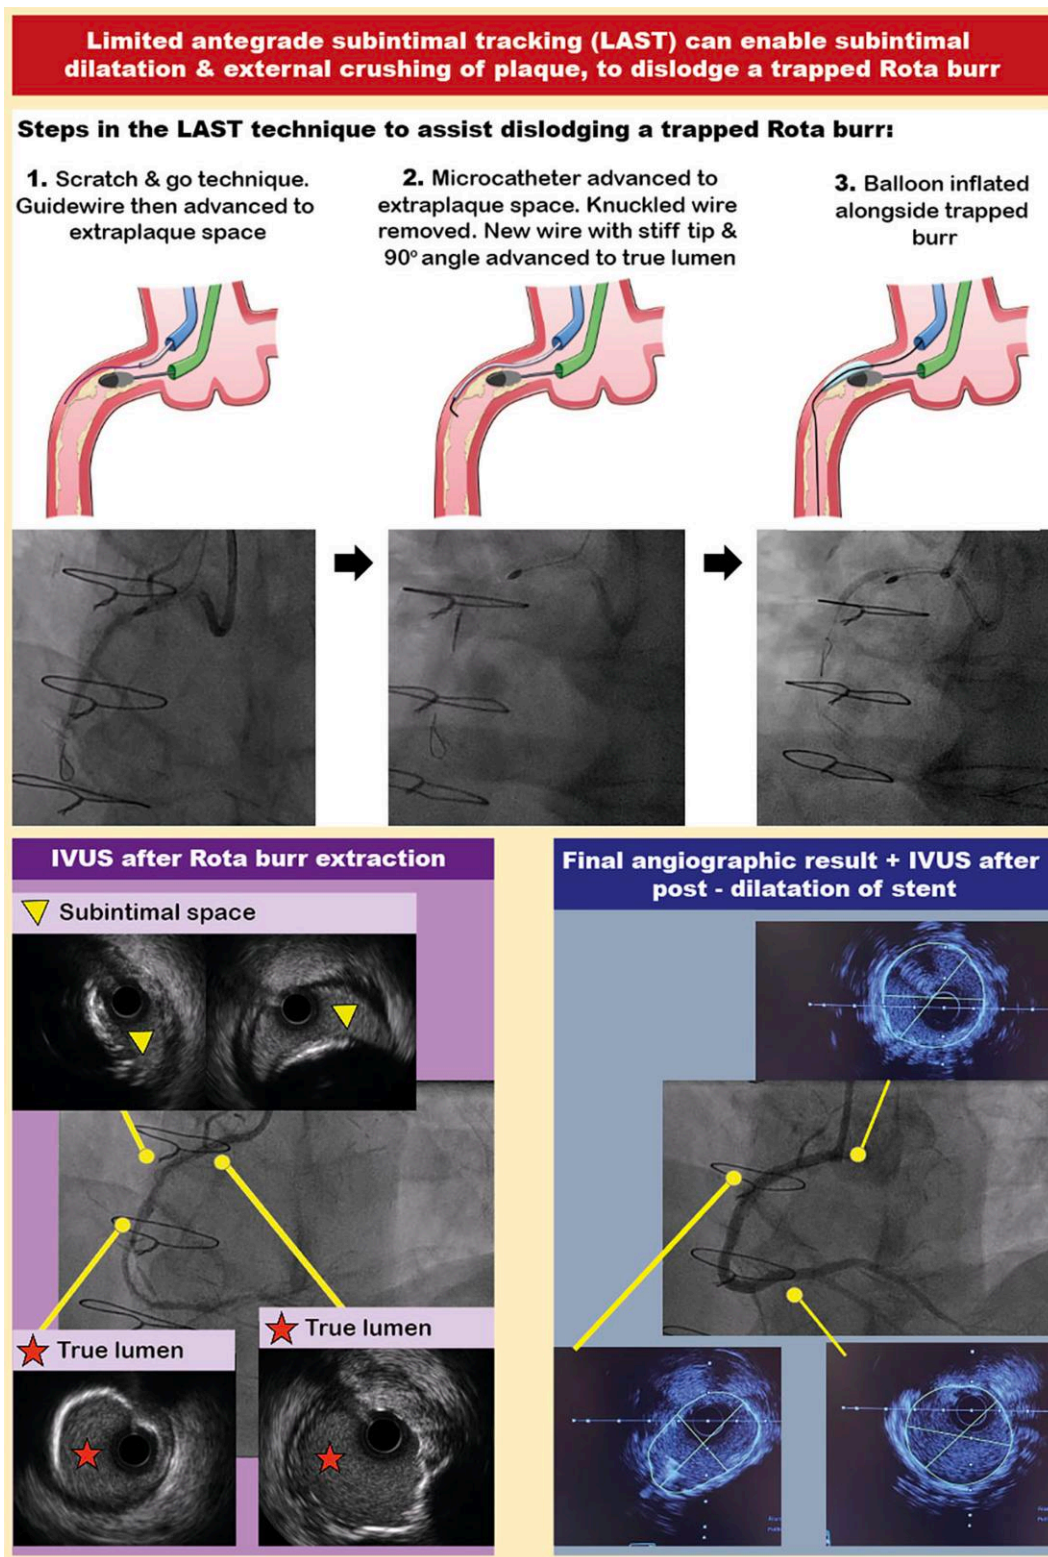 Limited antegrade subintimal tracking (LAST) can enable subintimal
dilatation & external crushing of plaque, to dislodge a trapped Rota burr
Steps in the LAST technique to assist dislodging a trapped Rota burr:
1. Scratch & go technique.
Guidewire then advanced to
extraplaque space
2. Microcatheter advanced to
extraplaque space. Knuckled wire
removed. New wire with stiff tip &
90° angle advanced to true lumen
3. Balloon inflated
alongside trapped
burr
IVUS after Rota burr extraction
Subintimal space
True lumen
True lumen
Final angiographic result + IVUS after
post - dilatation of stent